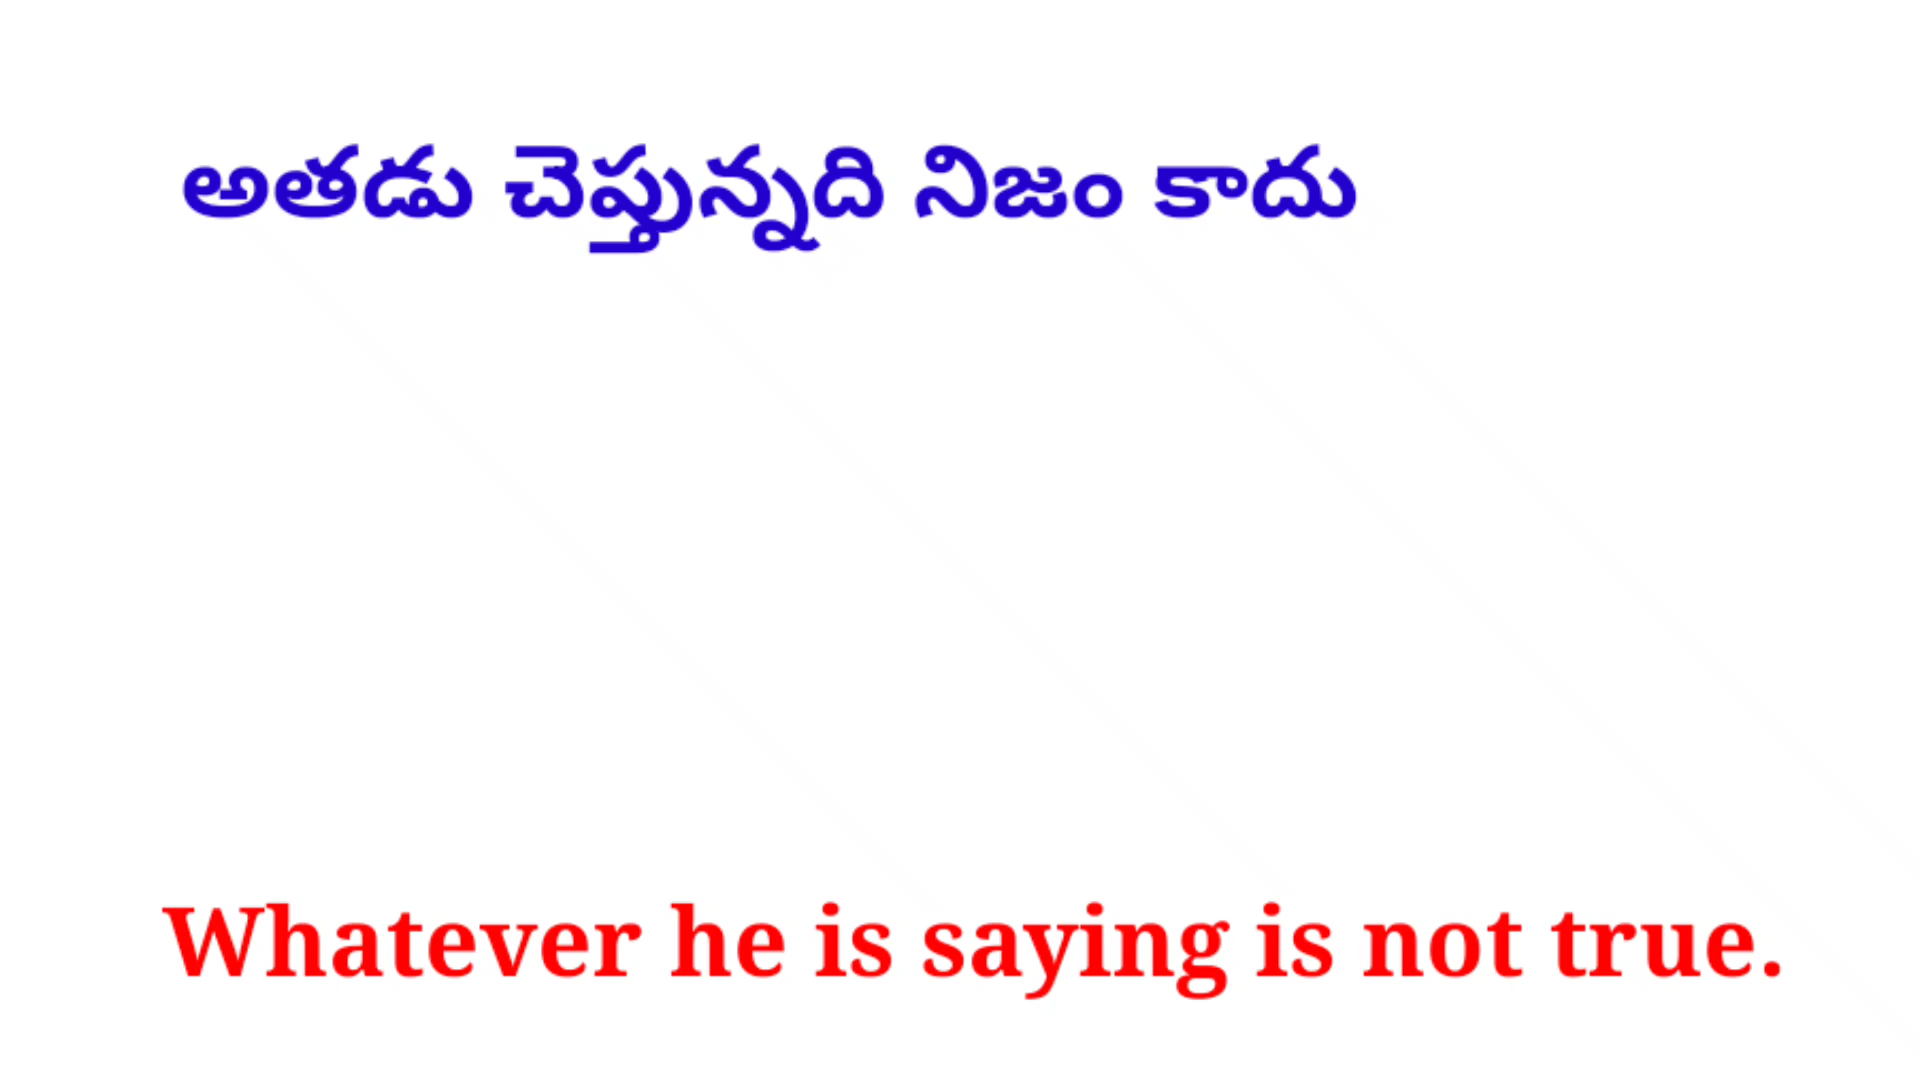 అతడు చెప్తున్నది నిజం కాదు
Whatever he is saying is not true.